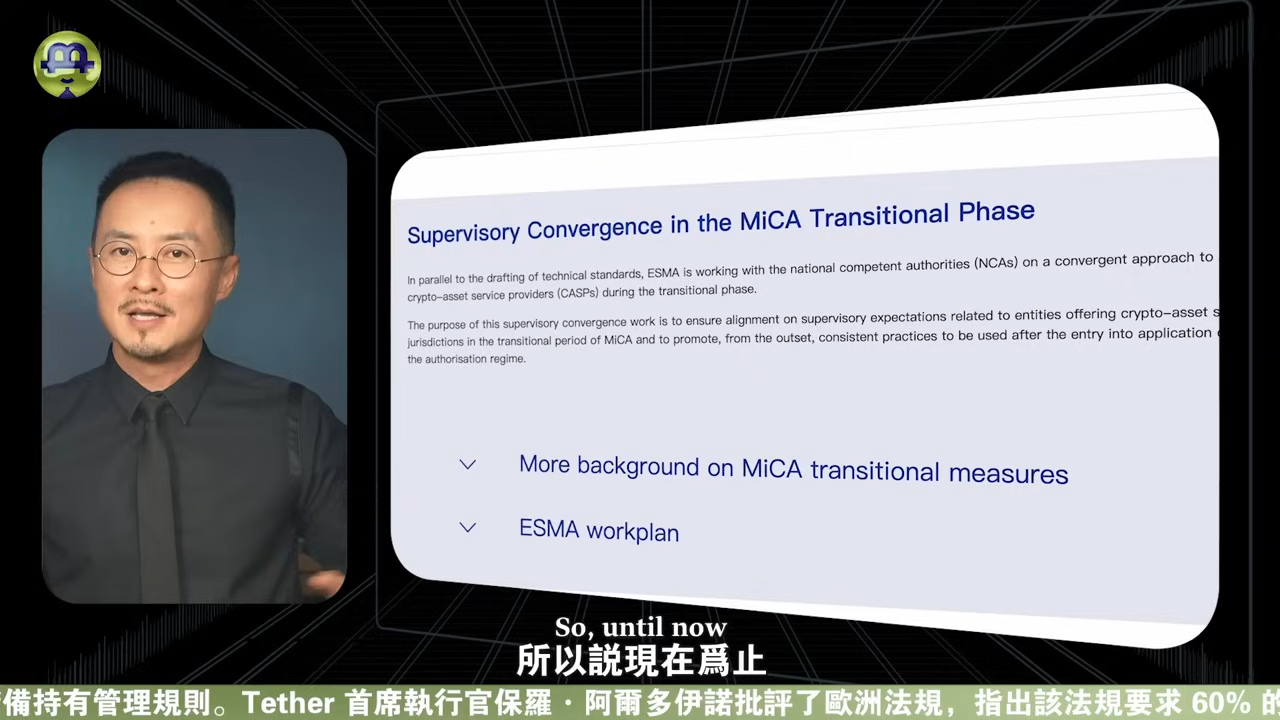 Supervisory Convergence in the MiCA Transitional Phase
In parallel to the drafting of technical standards, ESMA is working with the national competent authorities (NCAs) on a convergent approach to
crypto-asset service providers (CASPs) during the transitional phase.
The purpose of this supervisory convergence work is to ensure alignment on supervisory expectations related to entities offering crypto-asset s
jurisdictions in the transitional period of MiCA and to promote, from the outset, consistent practices to be used after the entry into application
the authorisation regime.
More background on MiCA transitional measures
ESMA workplan
So, until now
所以説現在爲止
備持有管理規則。Tether 首席執行官保羅·阿爾多伊諾批評了歐洲法規，指出該法規要求 60% 的